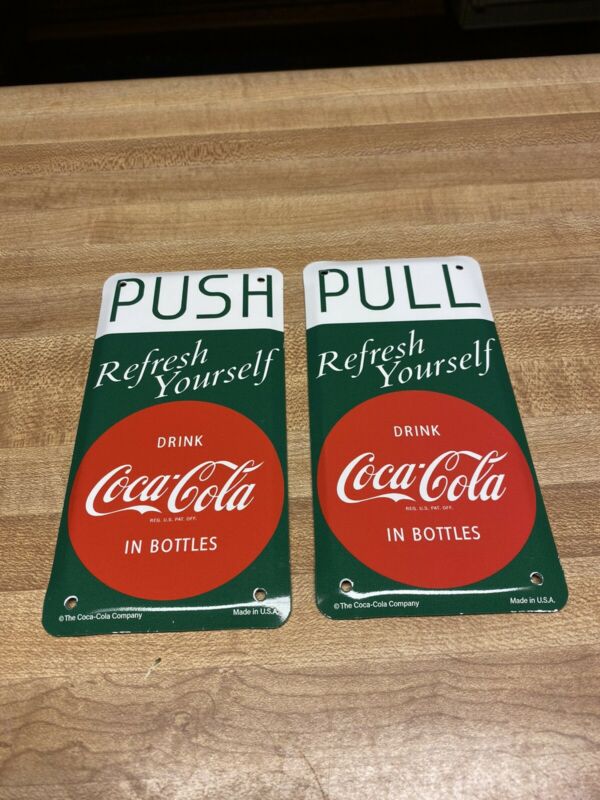 PUSH
Refresh
Yourself
DRINK
Coca-Cola
REG. U.S. PAT. OFF.
IN BOTTLES
©The Coca-Cola Company
Made in U.S.A.
PULL
Refresh
Yourself
DRINK
Coca-Cola
REG. U.S. PAT. OFF.
IN BOTTLES
©The Coca-Cola Company
Made in U.S.A.